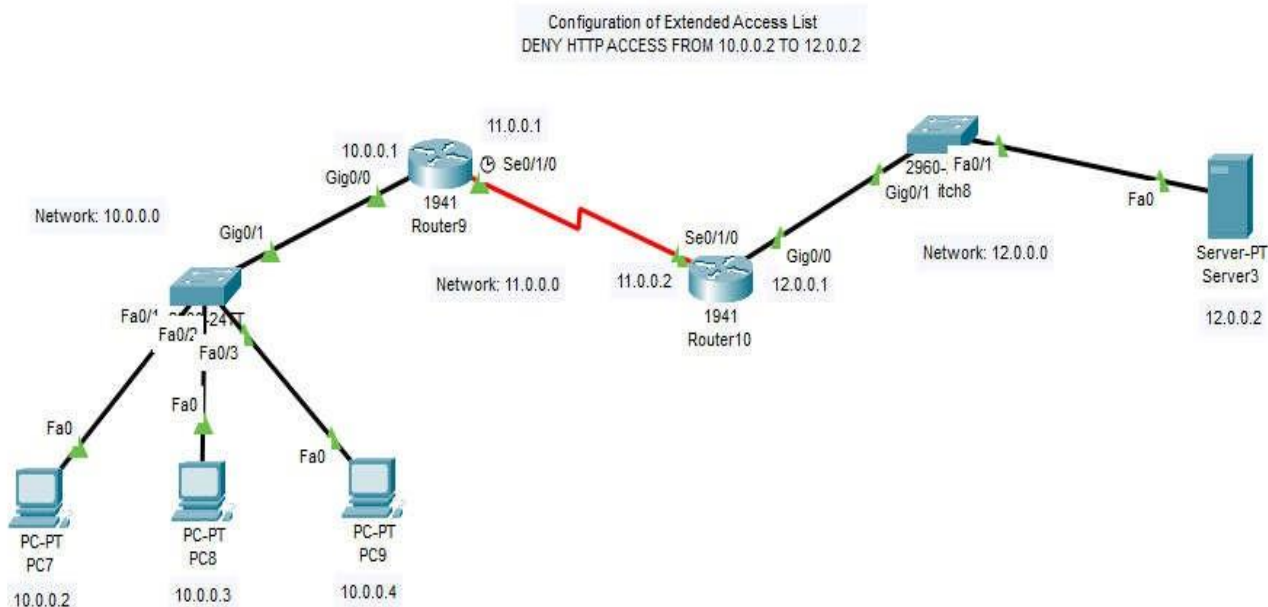 Configuration of Extended Access List
DENY HTTP ACCESS FROM 10.0.0.2 TO 12.0.0.2
11.0.0.1
10.0.0.1
Se0/1/0
Gig0/0
1941
Router9
Network: 10.0.0.0
Gig0/1
Network: 11.0.0.0
Fa0/1
Fa0/2
Fa0/3
Fa0
Fa0
Fa0
PC-PT
PC7
10.0.0.2
PC-PT
PC8
10.0.0.3
PC-PT
PC9
10.0.0.4
Se0/1/0
11.0.0.2
Gig0/0
12.0.0.1
1941
Router10
2960-
Fa0/1
Gig0/1
itch8
Network: 12.0.0.0
Fa0
Server-PT
Server3
12.0.0.2